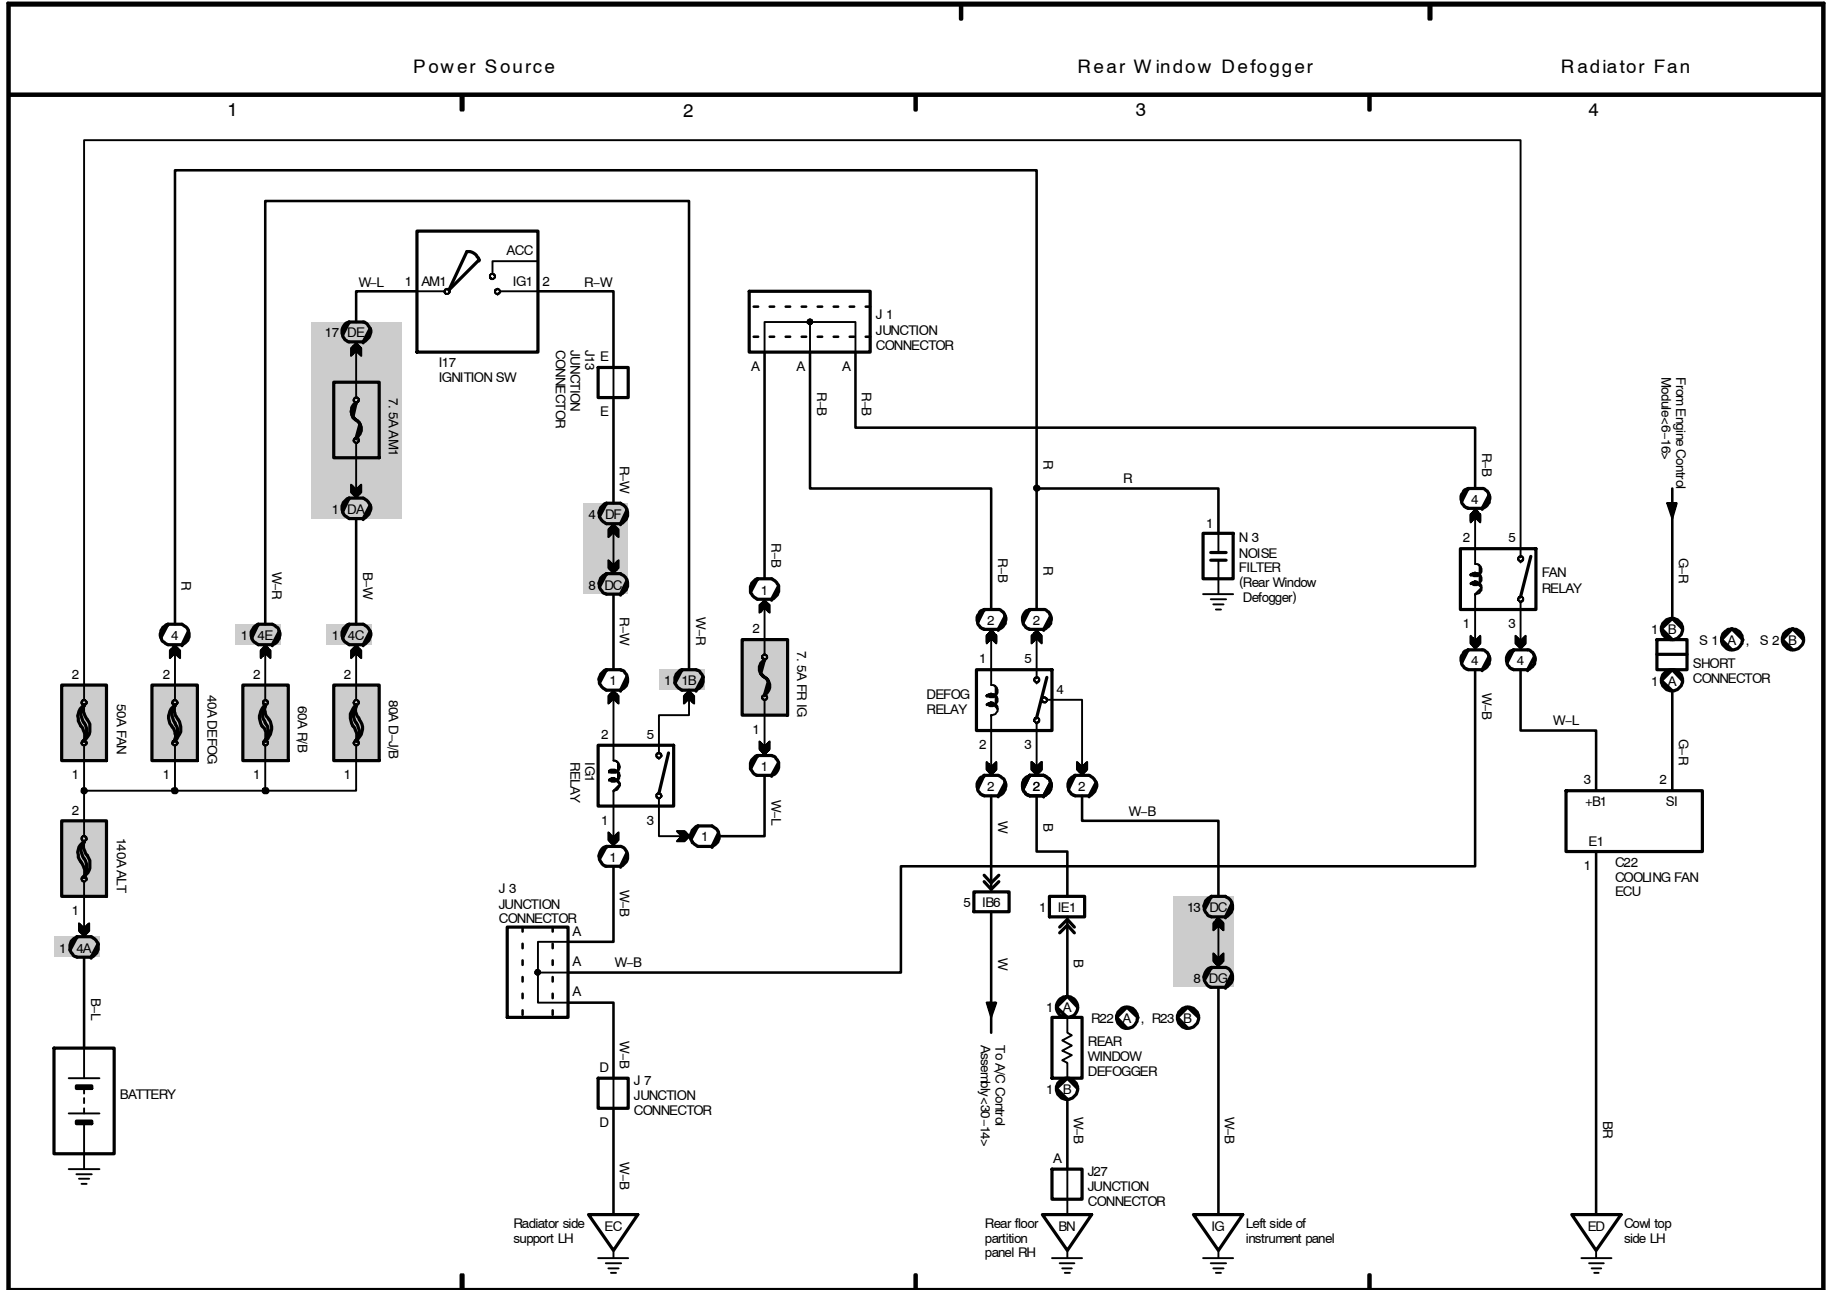 Power Source
Rear Window Defogger
Radiator Fan
1
2
3
4
ACC
W–L
1
AM1
IG1
2
R–W
I17
IGNITION SW
17
DE
7. 5A AM1
1
DA
B–W
R
W–R
4
1
4E
1
4C
2
2
2
2
50A FAN
40A DEFOG
60A R/B
80A D–J/B
1
1
1
1
2
140A ALT
1
1
4A
B–L
BATTERY
E
J13
JUNCTION
CONNECTOR
E
R–W
4
DF
8
DC
R–W
1
1
1B
W–R
2
5
IG1
RELAY
1
3
1
1
W–L
1
1
7. 5A FR IG
2
1
R–B
J 1
JUNCTION
CONNECTOR
A
A
A
R–B
R–B
W–B
J 3
JUNCTION
CONNECTOR
A
A
A
W–B
W–B
D
J 7
JUNCTION
CONNECTOR
D
W–B
Radiator side
support LH
EC
R
R
R–B
R
1
N 3
NOISE
FILTER
(Rear Window
Defogger)
2
2
1
5
4
DEFOG
RELAY
2
3
2
2
2
W
B
W–B
5
IB6
1
IE1
W
B
To A/C Control
Assembly<30–14>
1
A
R22
A
, R23
B
REAR
WINDOW
DEFOGGER
1
B
W–B
A
J27
JUNCTION
CONNECTOR
Rear floor
partition
panel RH
BN
13
DC
8
DG
W–B
IG
Left side of
instrument panel
R–B
4
2
5
FAN
RELAY
1
3
4
4
W–B
W–L
From Engine Control
Module<6–16>
G–R
1
B
S 1
A
, S 2
B
SHORT
CONNECTOR
1
A
G–R
3
2
+B1
SI
E1
1
C22
COOLING FAN
ECU
BR
ED
Cowl top
side LH